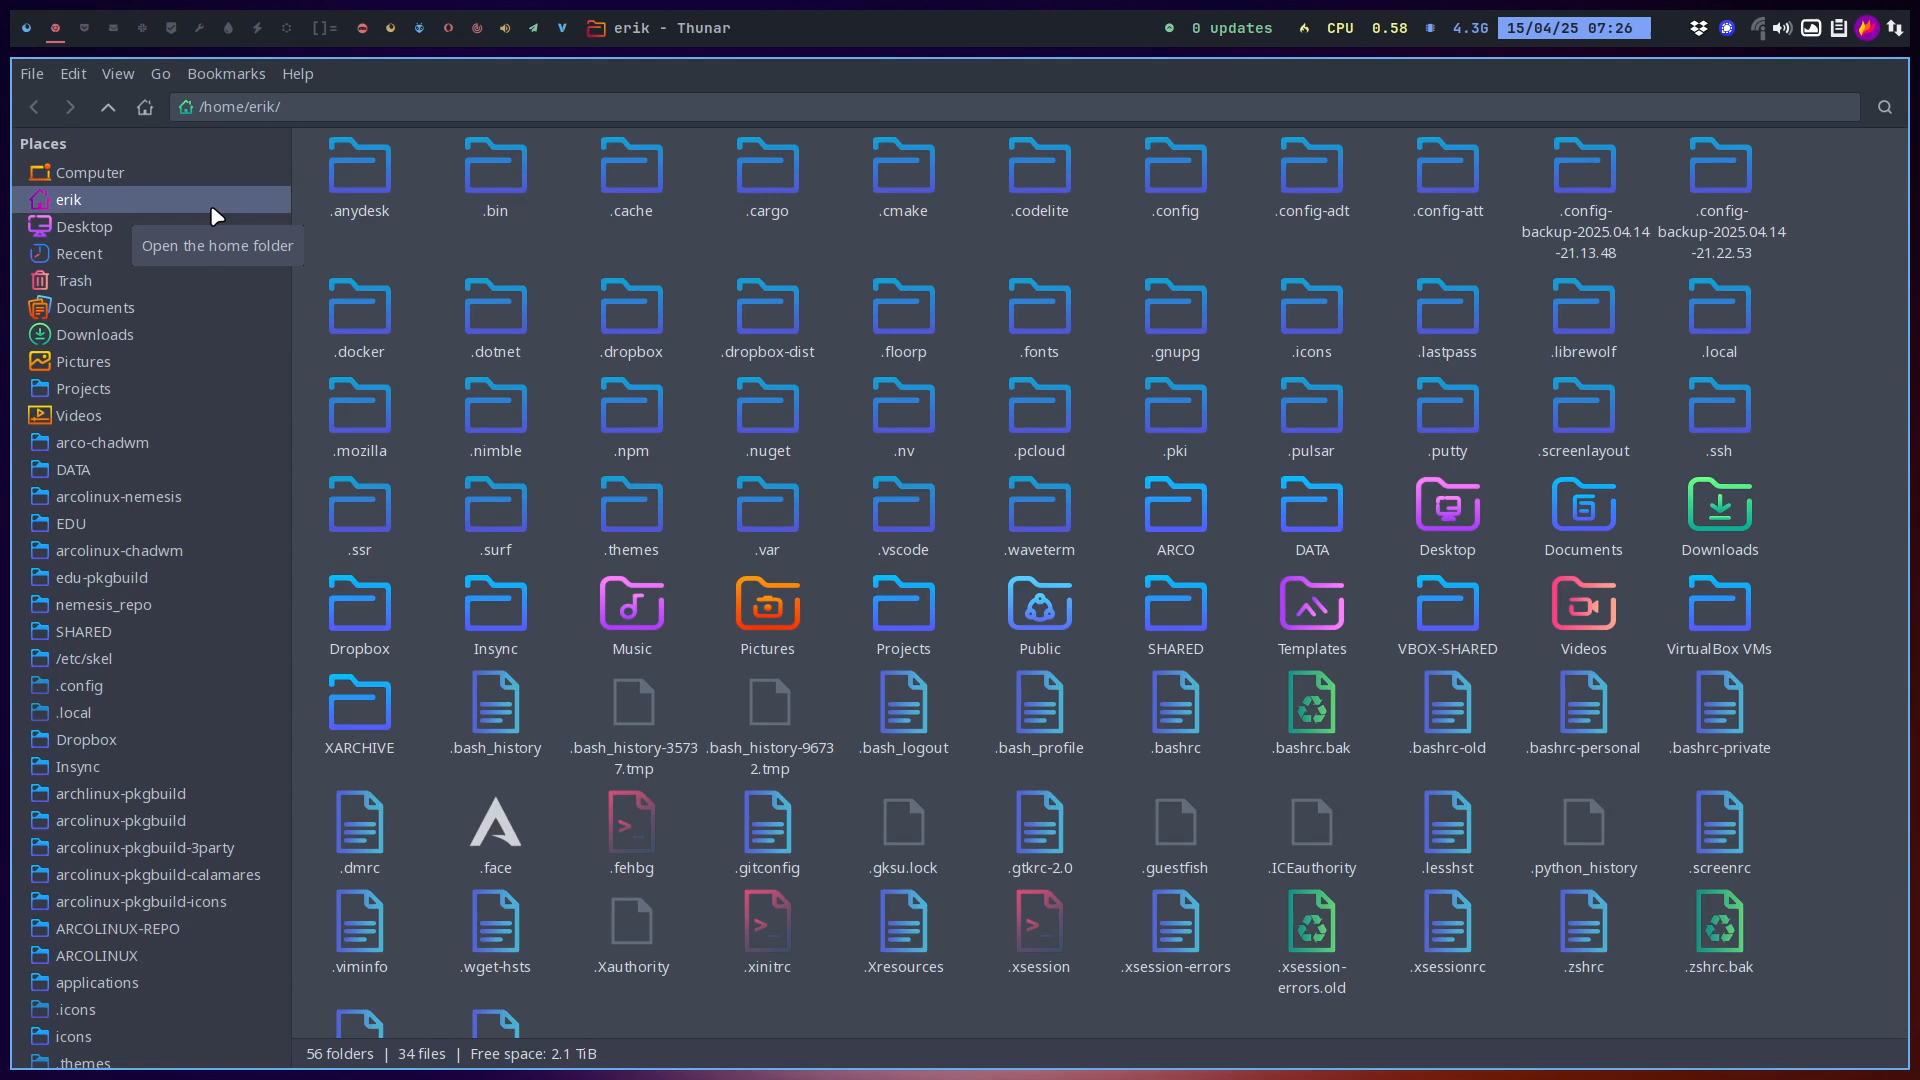 []= V erik - Thunar 0 updates CPU 0.58 4.3G 15/04/25 07:26
File Edit View Go Bookmarks Help
/home/erik/
Places
Computer
erik
Desktop
Open the home folder
Recent
Trash
Documents
Downloads
Pictures
Projects
Videos
arco-chadwm
DATA
arcolinux-nemesis
EDU
arcolinux-chadwm
edu-pkgbuild
nemesis_repo
SHARED
/etc/skel
.config
.local
Dropbox
Insync
archlinux-pkgbuild
arcolinux-pkgbuild
arcolinux-pkgbuild-3party
arcolinux-pkgbuild-calamares
arcolinux-pkgbuild-icons
ARCOLINUX-REPO
ARCOLINUX
applications
.icons
icons
.themes
.anydesk .bin .cache .cargo .cmake .codelite .config .config-adt .config-att .config- .config-
backup-2025.04.14 backup-2025.04.14
-21.13.48 -21.22.53
.docker .dotnet .dropbox .dropbox-dist .floorp .fonts .gnupg .icons .lastpass .librewolf .local
.mozilla .nimble .npm .nuget .nv .pcloud .pki .pulsar .putty .screenlayout .ssh
.ssr .surf .themes .var .vscode .waveterm ARCO DATA Desktop Documents Downloads
Dropbox Insync Music Pictures Projects Public SHARED Templates VBOX-SHARED Videos VirtualBox VMs
XARCHIVE .bash_history .bash_history-3573 .bash_history-9673 .bash_logout .bash_profile .bashrc .bashrc.bak .bashrc-old .bashrc-personal .bashrc-private
7.tmp 2.tmp
.dmrc .face .fehbg .gitconfig .gksu.lock .gtkrc-2.0 .guestfish .ICEauthority .lesshst .python_history .screenrc
.viminfo .wget-hsts .Xauthority .xinitrc .Xresources .xsession .xsession-errors .xsession- .xsessionrc .zshrc .zshrc.bak
errors.old
56 folders | 34 files | Free space: 2.1 TiB